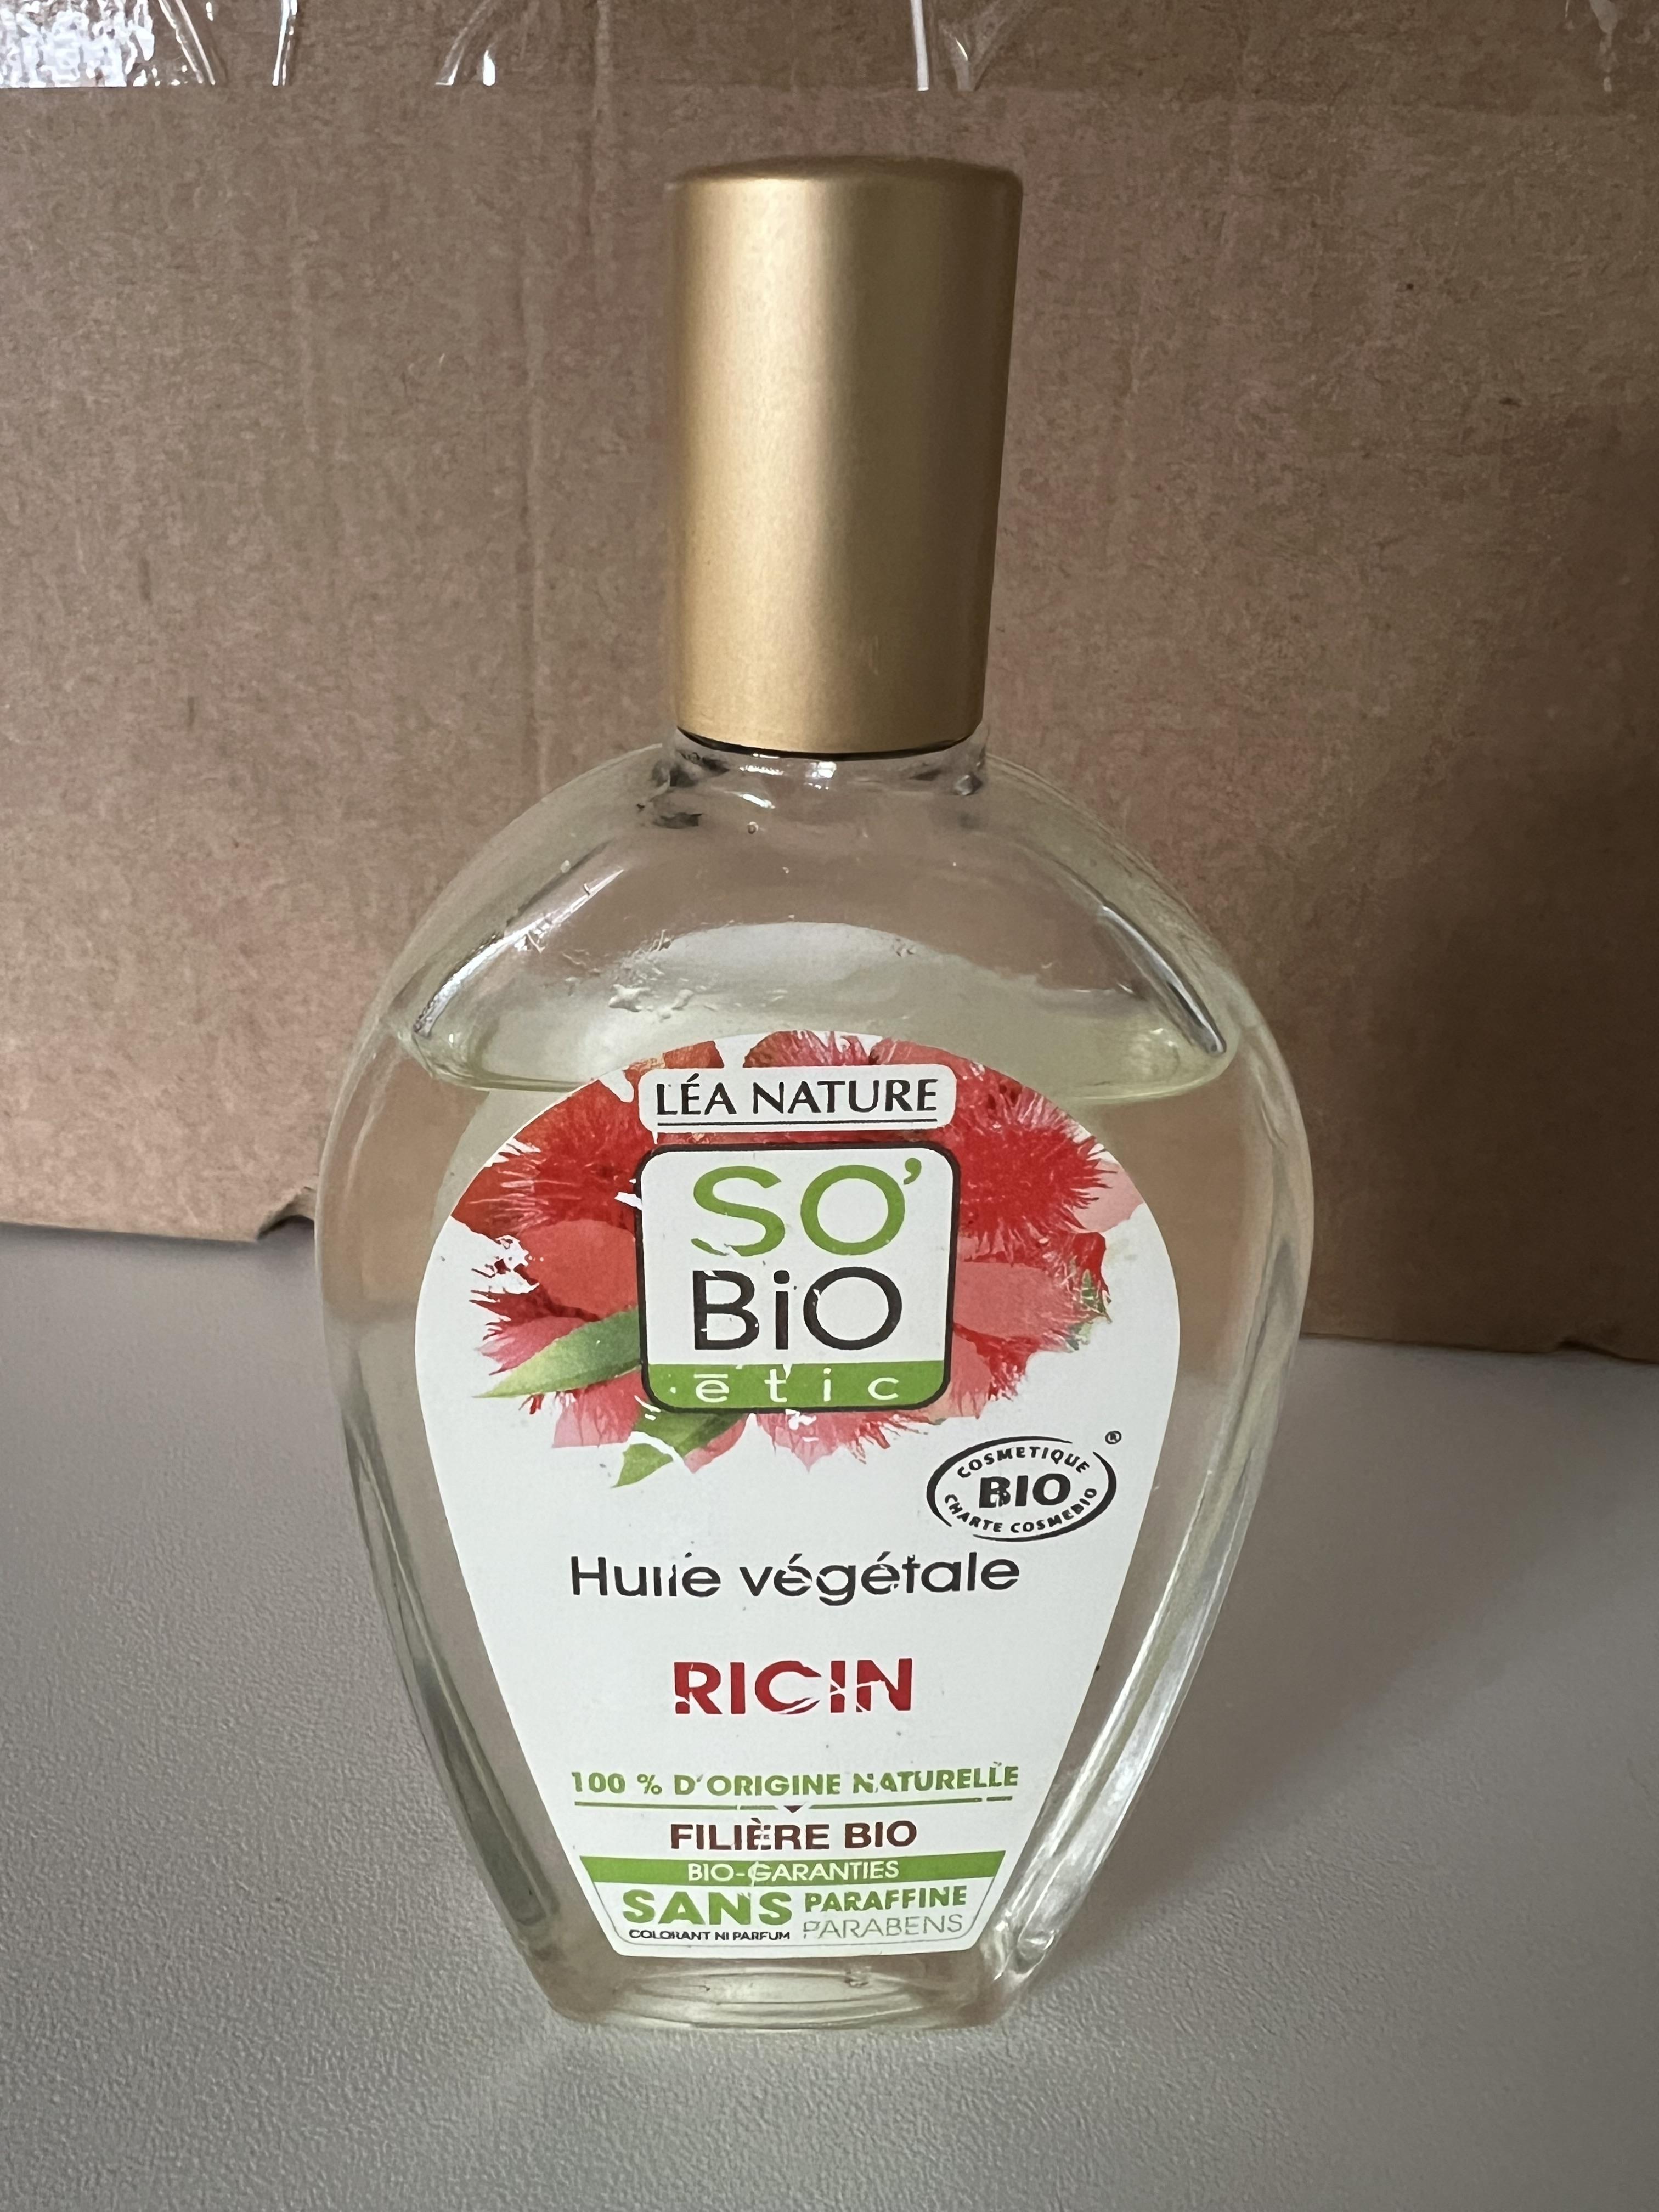 LÉA NATURE
SO'
BiO
ētic
®
COSMETIQUE
BIO
CHARTE COSMEBIO
Huile végétale
RICIN
100 % D'ORIGINE NATURELLE
FILIÈRE BIO
BIO-GARANTIES
SANS PARAFFINE
COLORANT NI PARFUM PARABENS